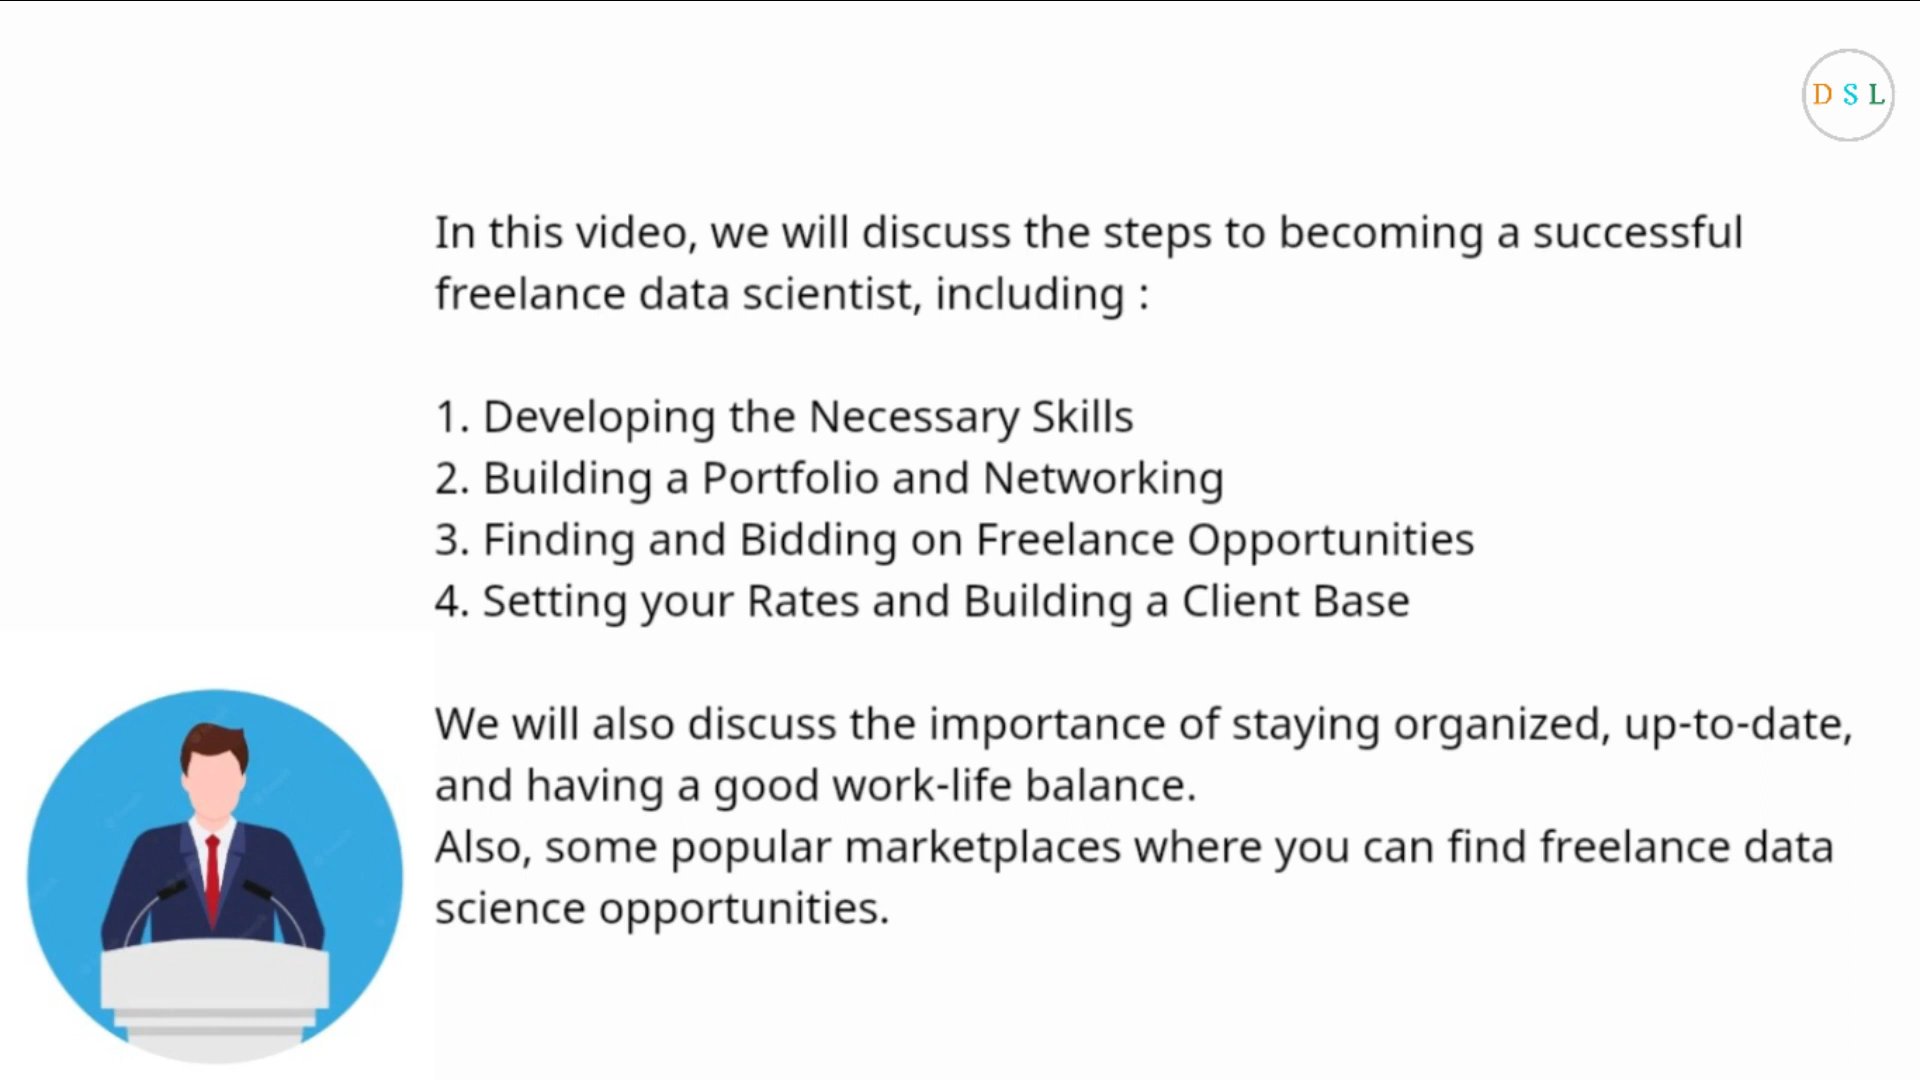 D S L
In this video, we will discuss the steps to becoming a successful
freelance data scientist, including :
1. Developing the Necessary Skills
2. Building a Portfolio and Networking
3. Finding and Bidding on Freelance Opportunities
4. Setting your Rates and Building a Client Base
We will also discuss the importance of staying organized, up-to-date,
and having a good work-life balance.
Also, some popular marketplaces where you can find freelance data
science opportunities.